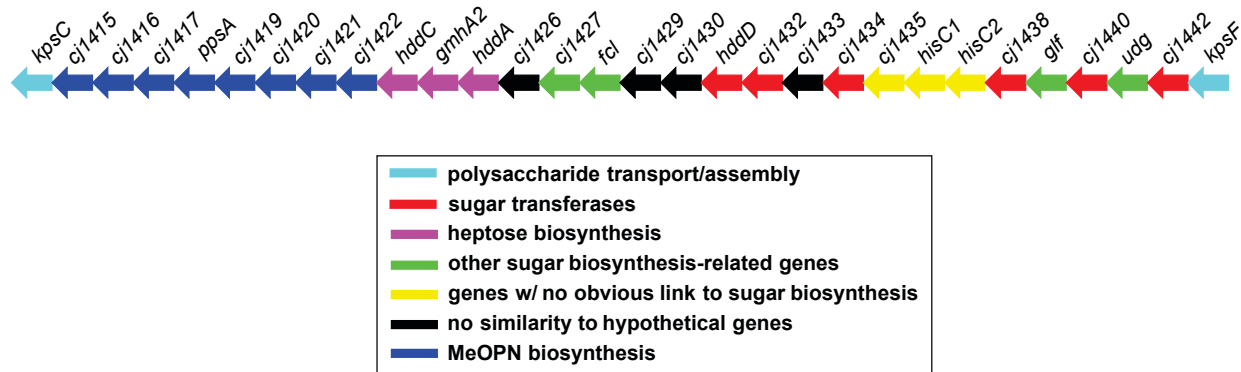 kpsC cj1415 cj1416 cj1417 ppsA cj1419 cj1420 cj1421 cj1422 hddC gmhA2 hddA cj1426 cj1427 fcl cj1429 cj1430 hddD cj1432 cj1433 cj1434 cj1435 hisC1 hisC2 cj1438 glf cj1440 udg cj1442 kpsF
polysaccharide transport/assembly
sugar transferases
heptose biosynthesis
other sugar biosynthesis-related genes
genes w/ no obvious link to sugar biosynthesis
no similarity to hypothetical genes
MeOPN biosynthesis